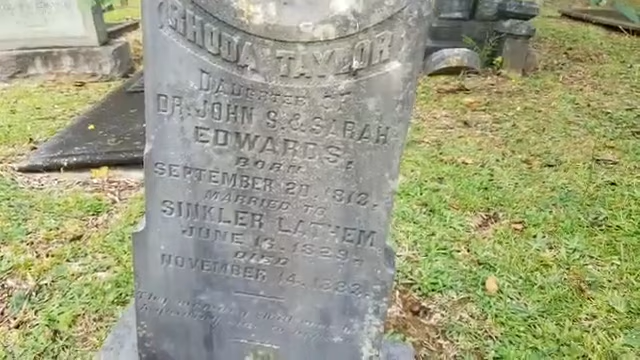 RHODA TAYLOR
DAUGHTER OF
DR. JOHN S. & SARAH
EDWARDS,
BORN
SEPTEMBER 20, 1813.
MARRIED TO
SINKLER LATHEM
JUNE 16, 1829.
DIED
NOVEMBER 14, 1882.